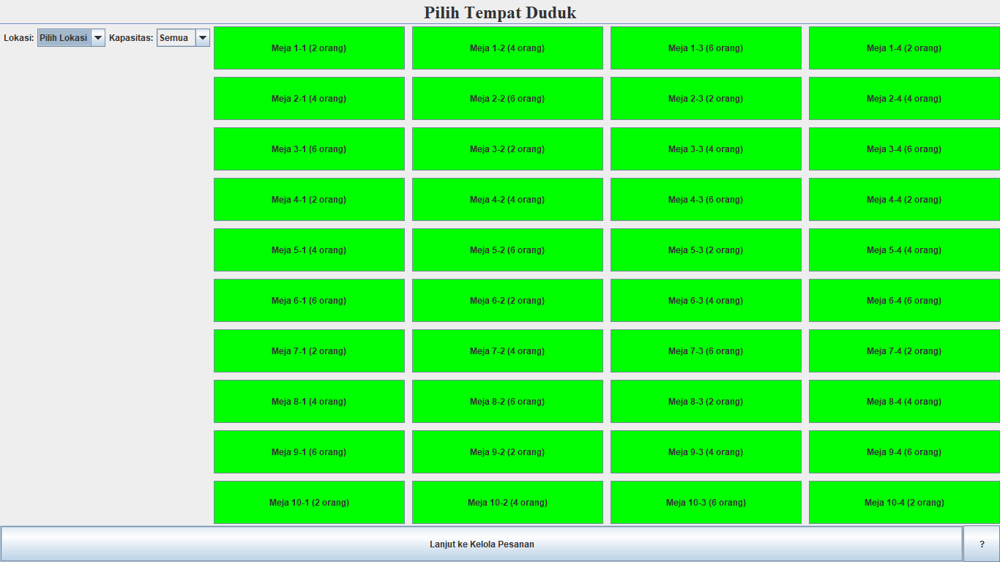 Pilih Tempat Duduk
Lokasi: Pilih Lokasi Kapasitas: Semua
Meja 1-1 (2 orang) Meja 1-2 (4 orang) Meja 1-3 (6 orang) Meja 1-4 (2 orang)
Meja 2-1 (4 orang) Meja 2-2 (6 orang) Meja 2-3 (2 orang) Meja 2-4 (4 orang)
Meja 3-1 (6 orang) Meja 3-2 (2 orang) Meja 3-3 (4 orang) Meja 3-4 (6 orang)
Meja 4-1 (2 orang) Meja 4-2 (4 orang) Meja 4-3 (6 orang) Meja 4-4 (2 orang)
Meja 5-1 (4 orang) Meja 5-2 (6 orang) Meja 5-3 (2 orang) Meja 5-4 (4 orang)
Meja 6-1 (6 orang) Meja 6-2 (2 orang) Meja 6-3 (4 orang) Meja 6-4 (6 orang)
Meja 7-1 (2 orang) Meja 7-2 (4 orang) Meja 7-3 (6 orang) Meja 7-4 (2 orang)
Meja 8-1 (4 orang) Meja 8-2 (6 orang) Meja 8-3 (2 orang) Meja 8-4 (4 orang)
Meja 9-1 (6 orang) Meja 9-2 (2 orang) Meja 9-3 (4 orang) Meja 9-4 (6 orang)
Meja 10-1 (2 orang) Meja 10-2 (4 orang) Meja 10-3 (6 orang) Meja 10-4 (2 orang)
Lanjut ke Kelola Pesanan ?